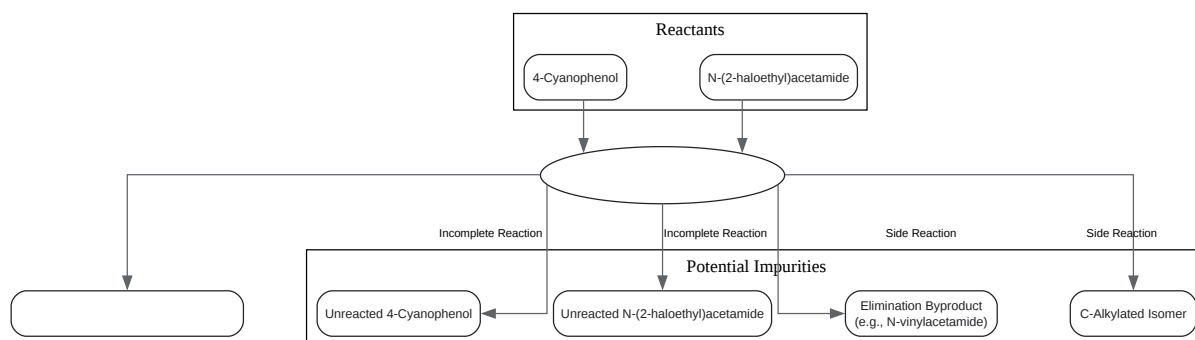 Reactants
4-Cyanophenol
N-(2-haloethyl)acetamide
Incomplete Reaction
Incomplete Reaction
Side Reaction
Side Reaction
Potential Impurities
Unreacted 4-Cyanophenol
Unreacted N-(2-haloethyl)acetamide
Elimination Byproduct
(e.g., N-vinylacetamide)
C-Alkylated Isomer